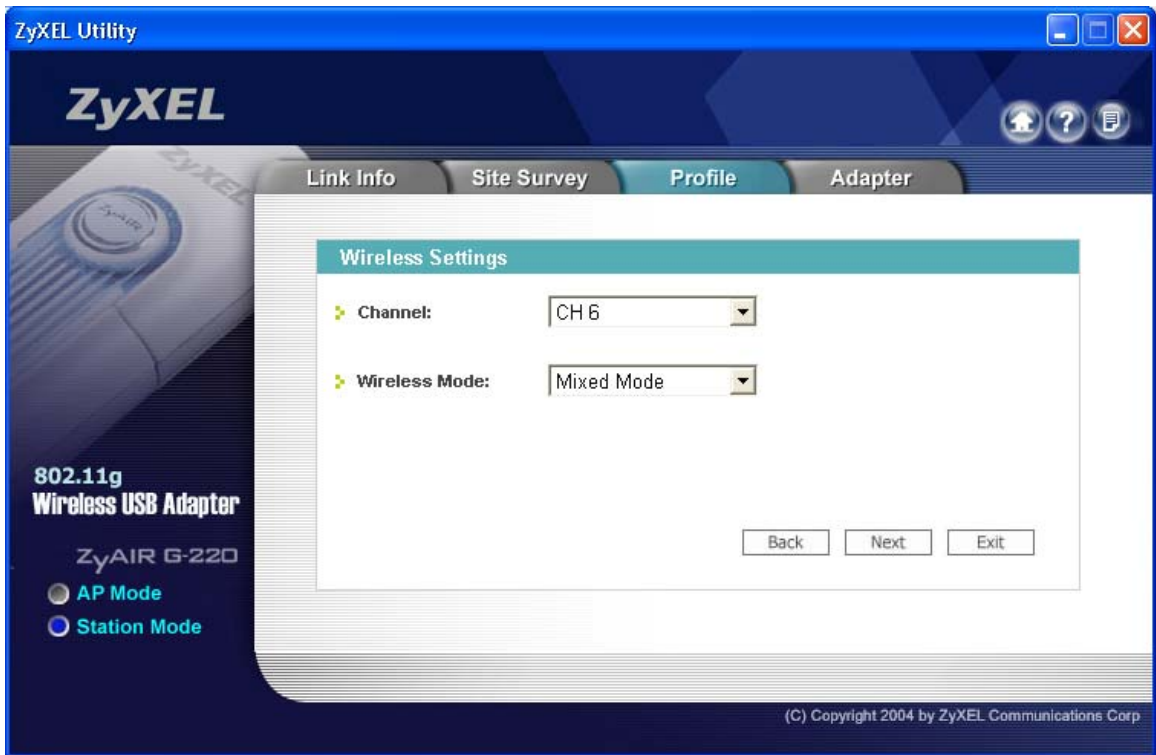 ZyXEL Utility
ZyXEL
?
ZyXEL
ZyAIR
Link Info
Site Survey
Profile
Adapter
Wireless Settings
Channel:
CH 6
Wireless Mode:
Mixed Mode
Back
Next
Exit
802.11g
Wireless USB Adapter
ZyAIR G-220
AP Mode
Station Mode
(C) Copyright 2004 by ZyXEL Communications Corp